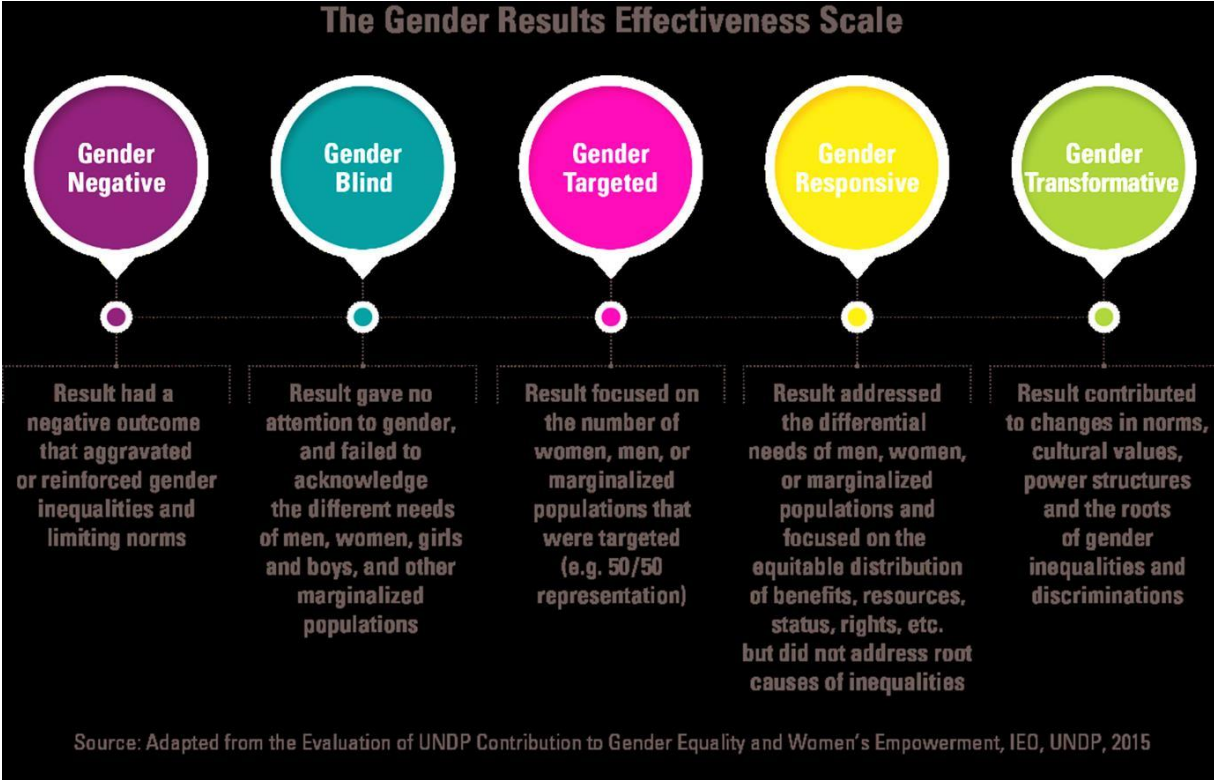 The Gender Results Effectiveness Scale
Gender
Negative
Gender
Blind
Gender
Targeted
Gender
Responsive
Gender
Transformative
Result had a
negative outcome
that aggravated
or reinforced gender
inequalities and
limiting norms
Result gave no
attention to gender,
and failed to
acknowledge
the different needs
of men, women, girls
and boys, and other
marginalized
populations
Result focused on
the number of
women, men, or
marginalized
populations that
were targeted
(e.g. 50/50
representation)
Result addressed
the differential
needs of men, women,
or marginalized
populations and
focused on the
equitable distribution
of benefits, resources,
status, rights, etc.
but did not address root
causes of inequalities
Result contributed
to changes in norms,
cultural values,
power structures
and the roots
of gender
inequalities and
discriminations
Source: Adapted from the Evaluation of UNDP Contribution to Gender Equality and Women's Empowerment, IEO, UNDP, 2015